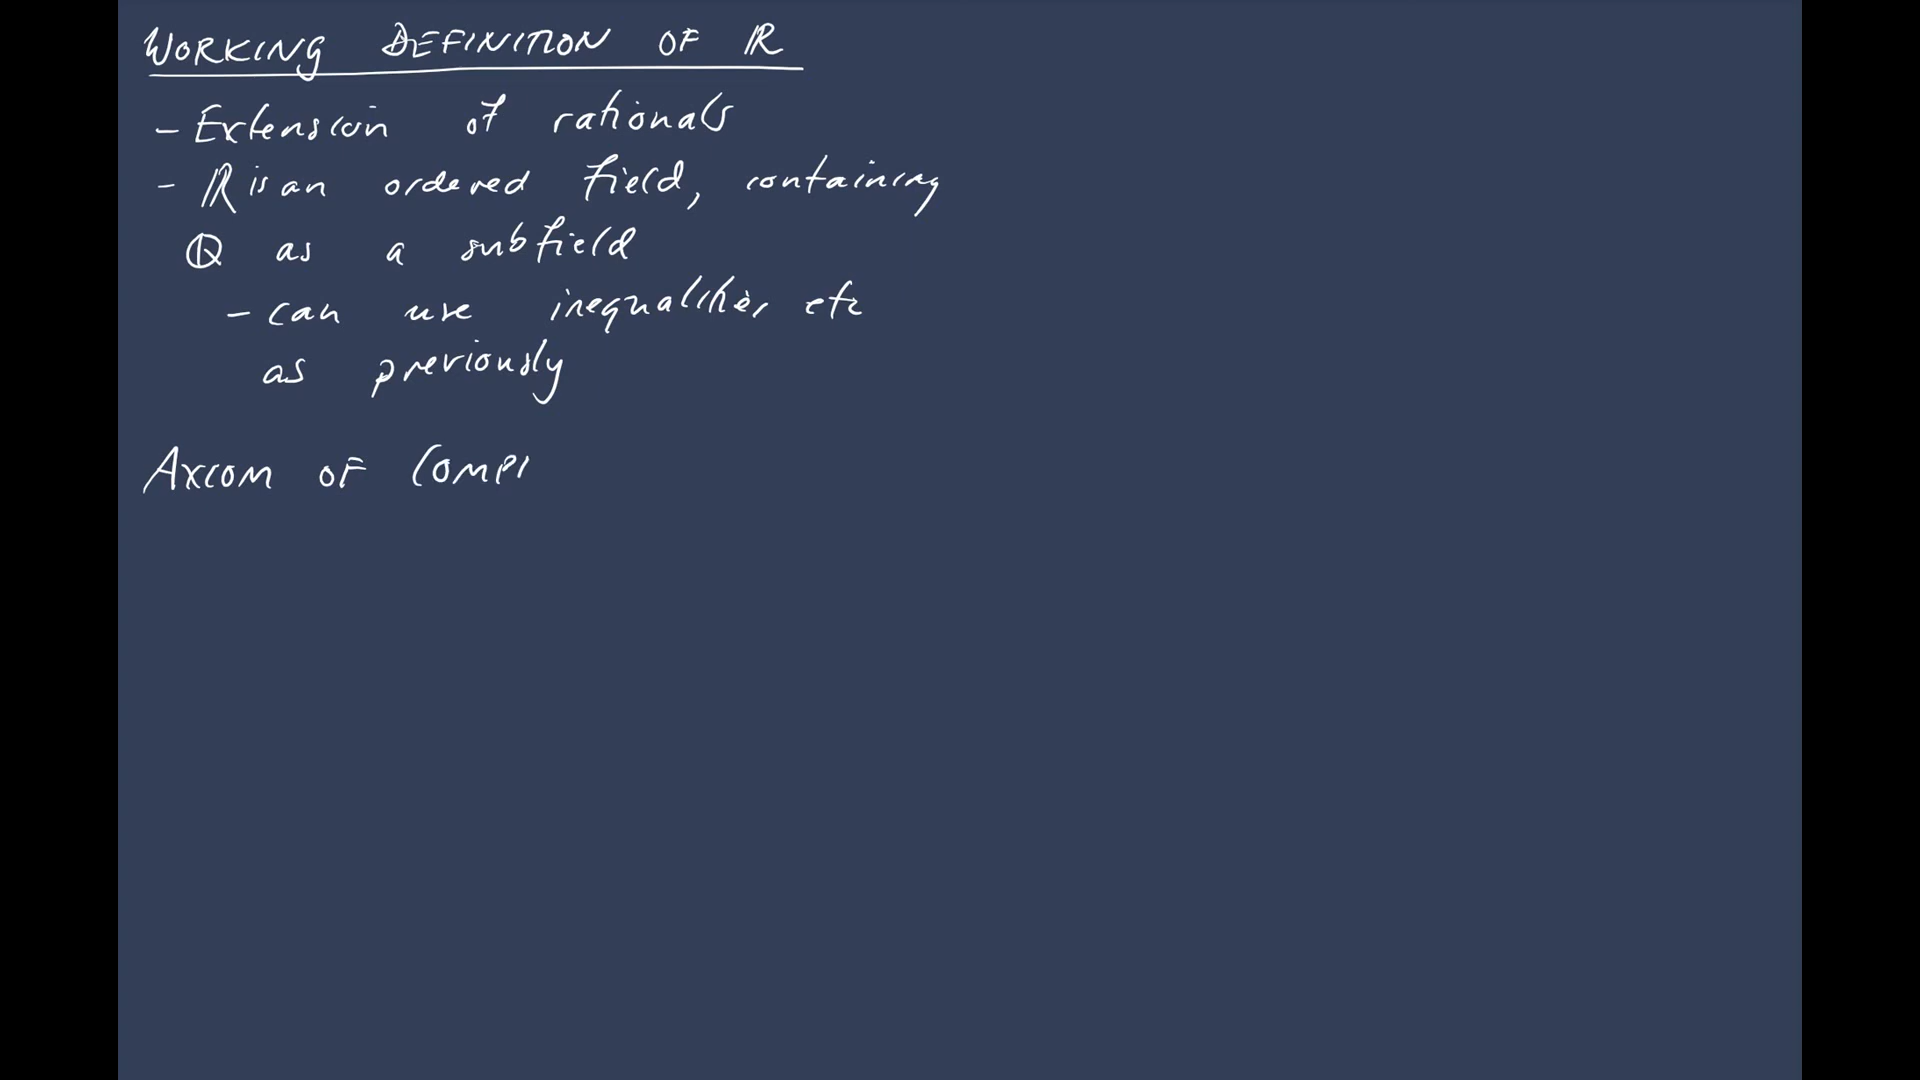 WORKING DEFINITION OF ℝ
- Extension of rationals
- ℝ is an ordered field, containing
ℚ as a subfield
- can use inequalities etc
as previously
AXIOM OF COMPL